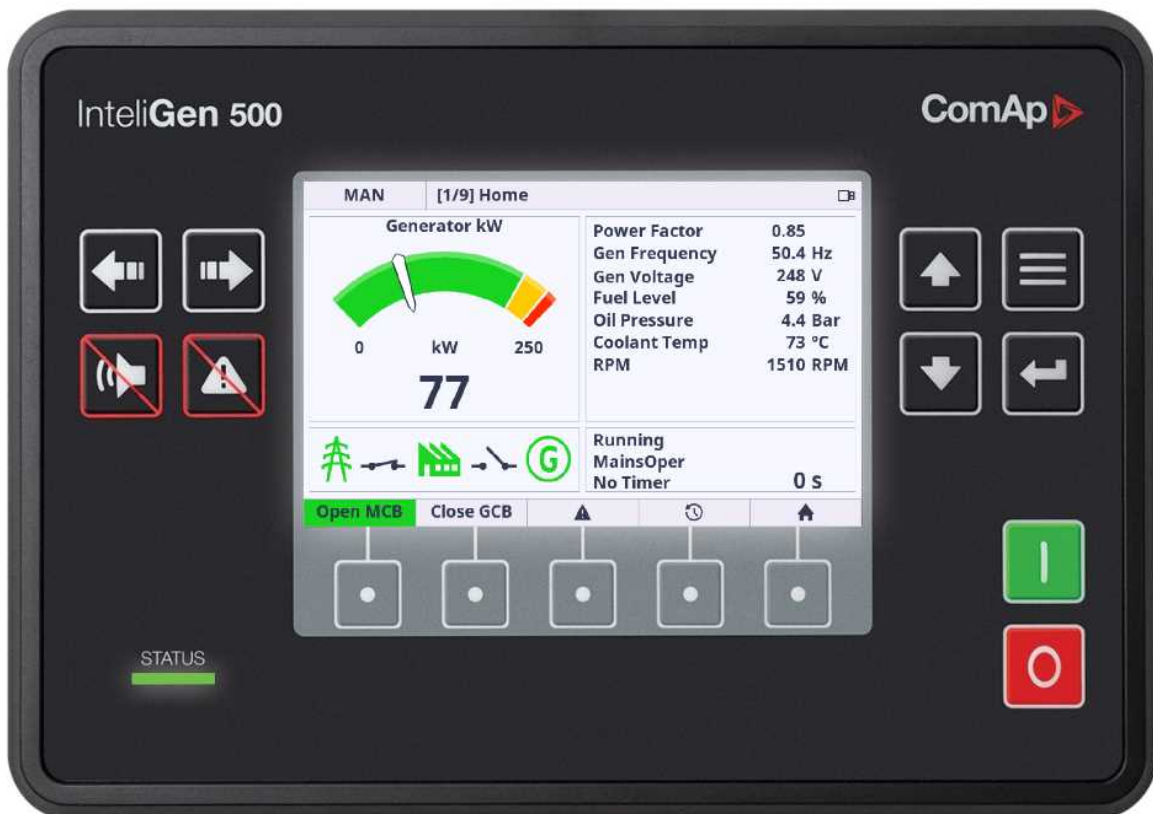 InteliGen 500
ComAp
MAN [1/9] Home
Generator kW
0 kW 250
77
Power Factor 0.85
Gen Frequency 50.4 Hz
Gen Voltage 248 V
Fuel Level 59 %
Oil Pressure 4.4 Bar
Coolant Temp 73 °C
RPM 1510 RPM
G
Running
MainsOper
No Timer 0 s
Open MCB Close GCB
STATUS